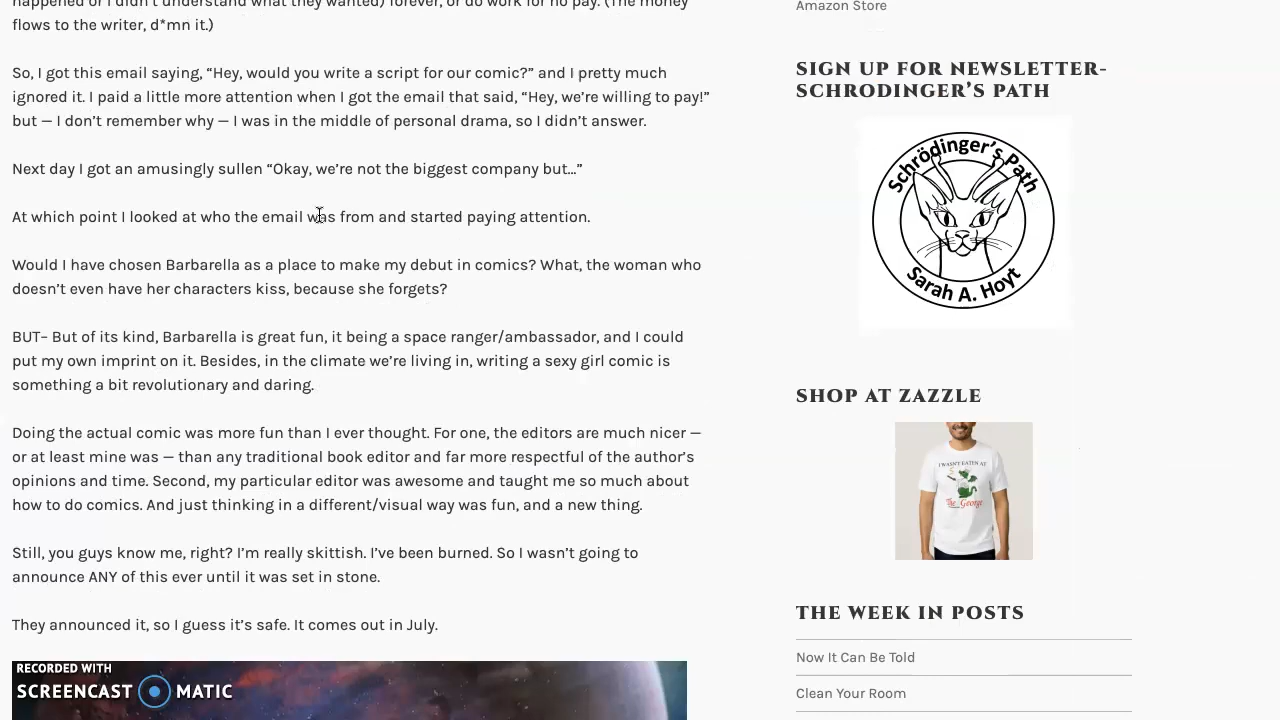 happened or I didn't understand what they wanted) forever, or do work for no pay. (The money
flows to the writer, d*mn it.)
So, I got this email saying, “Hey, would you write a script for our comic?” and I pretty much
ignored it. I paid a little more attention when I got the email that said, “Hey, we’re willing to pay!”
but — I don’t remember why — I was in the middle of personal drama, so I didn’t answer.
Next day I got an amusingly sullen “Okay, we’re not the biggest company but…”
At which point I looked at who the email was from and started paying attention.
Would I have chosen Barbarella as a place to make my debut in comics? What, the woman who
doesn’t even have her characters kiss, because she forgets?
BUT– But of its kind, Barbarella is great fun, it being a space ranger/ambassador, and I could
put my own imprint on it. Besides, in the climate we’re living in, writing a sexy girl comic is
something a bit revolutionary and daring.
Doing the actual comic was more fun than I ever thought. For one, the editors are much nicer —
or at least mine was — than any traditional book editor and far more respectful of the author’s
opinions and time. Second, my particular editor was awesome and taught me so much about
how to do comics. And just thinking in a different/visual way was fun, and a new thing.
Still, you guys know me, right? I’m really skittish. I’ve been burned. So I wasn’t going to
announce ANY of this ever until it was set in stone.
They announced it, so I guess it’s safe. It comes out in July.
RECORDED WITH
SCREENCAST MATIC
Amazon Store
SIGN UP FOR NEWSLETTER-
SCHRODINGER’S PATH
Schrödinger’s Path
Sarah A. Hoyt
SHOP AT ZAZZLE
I WASN'T EATEN AT
The George
THE WEEK IN POSTS
Now It Can Be Told
Clean Your Room